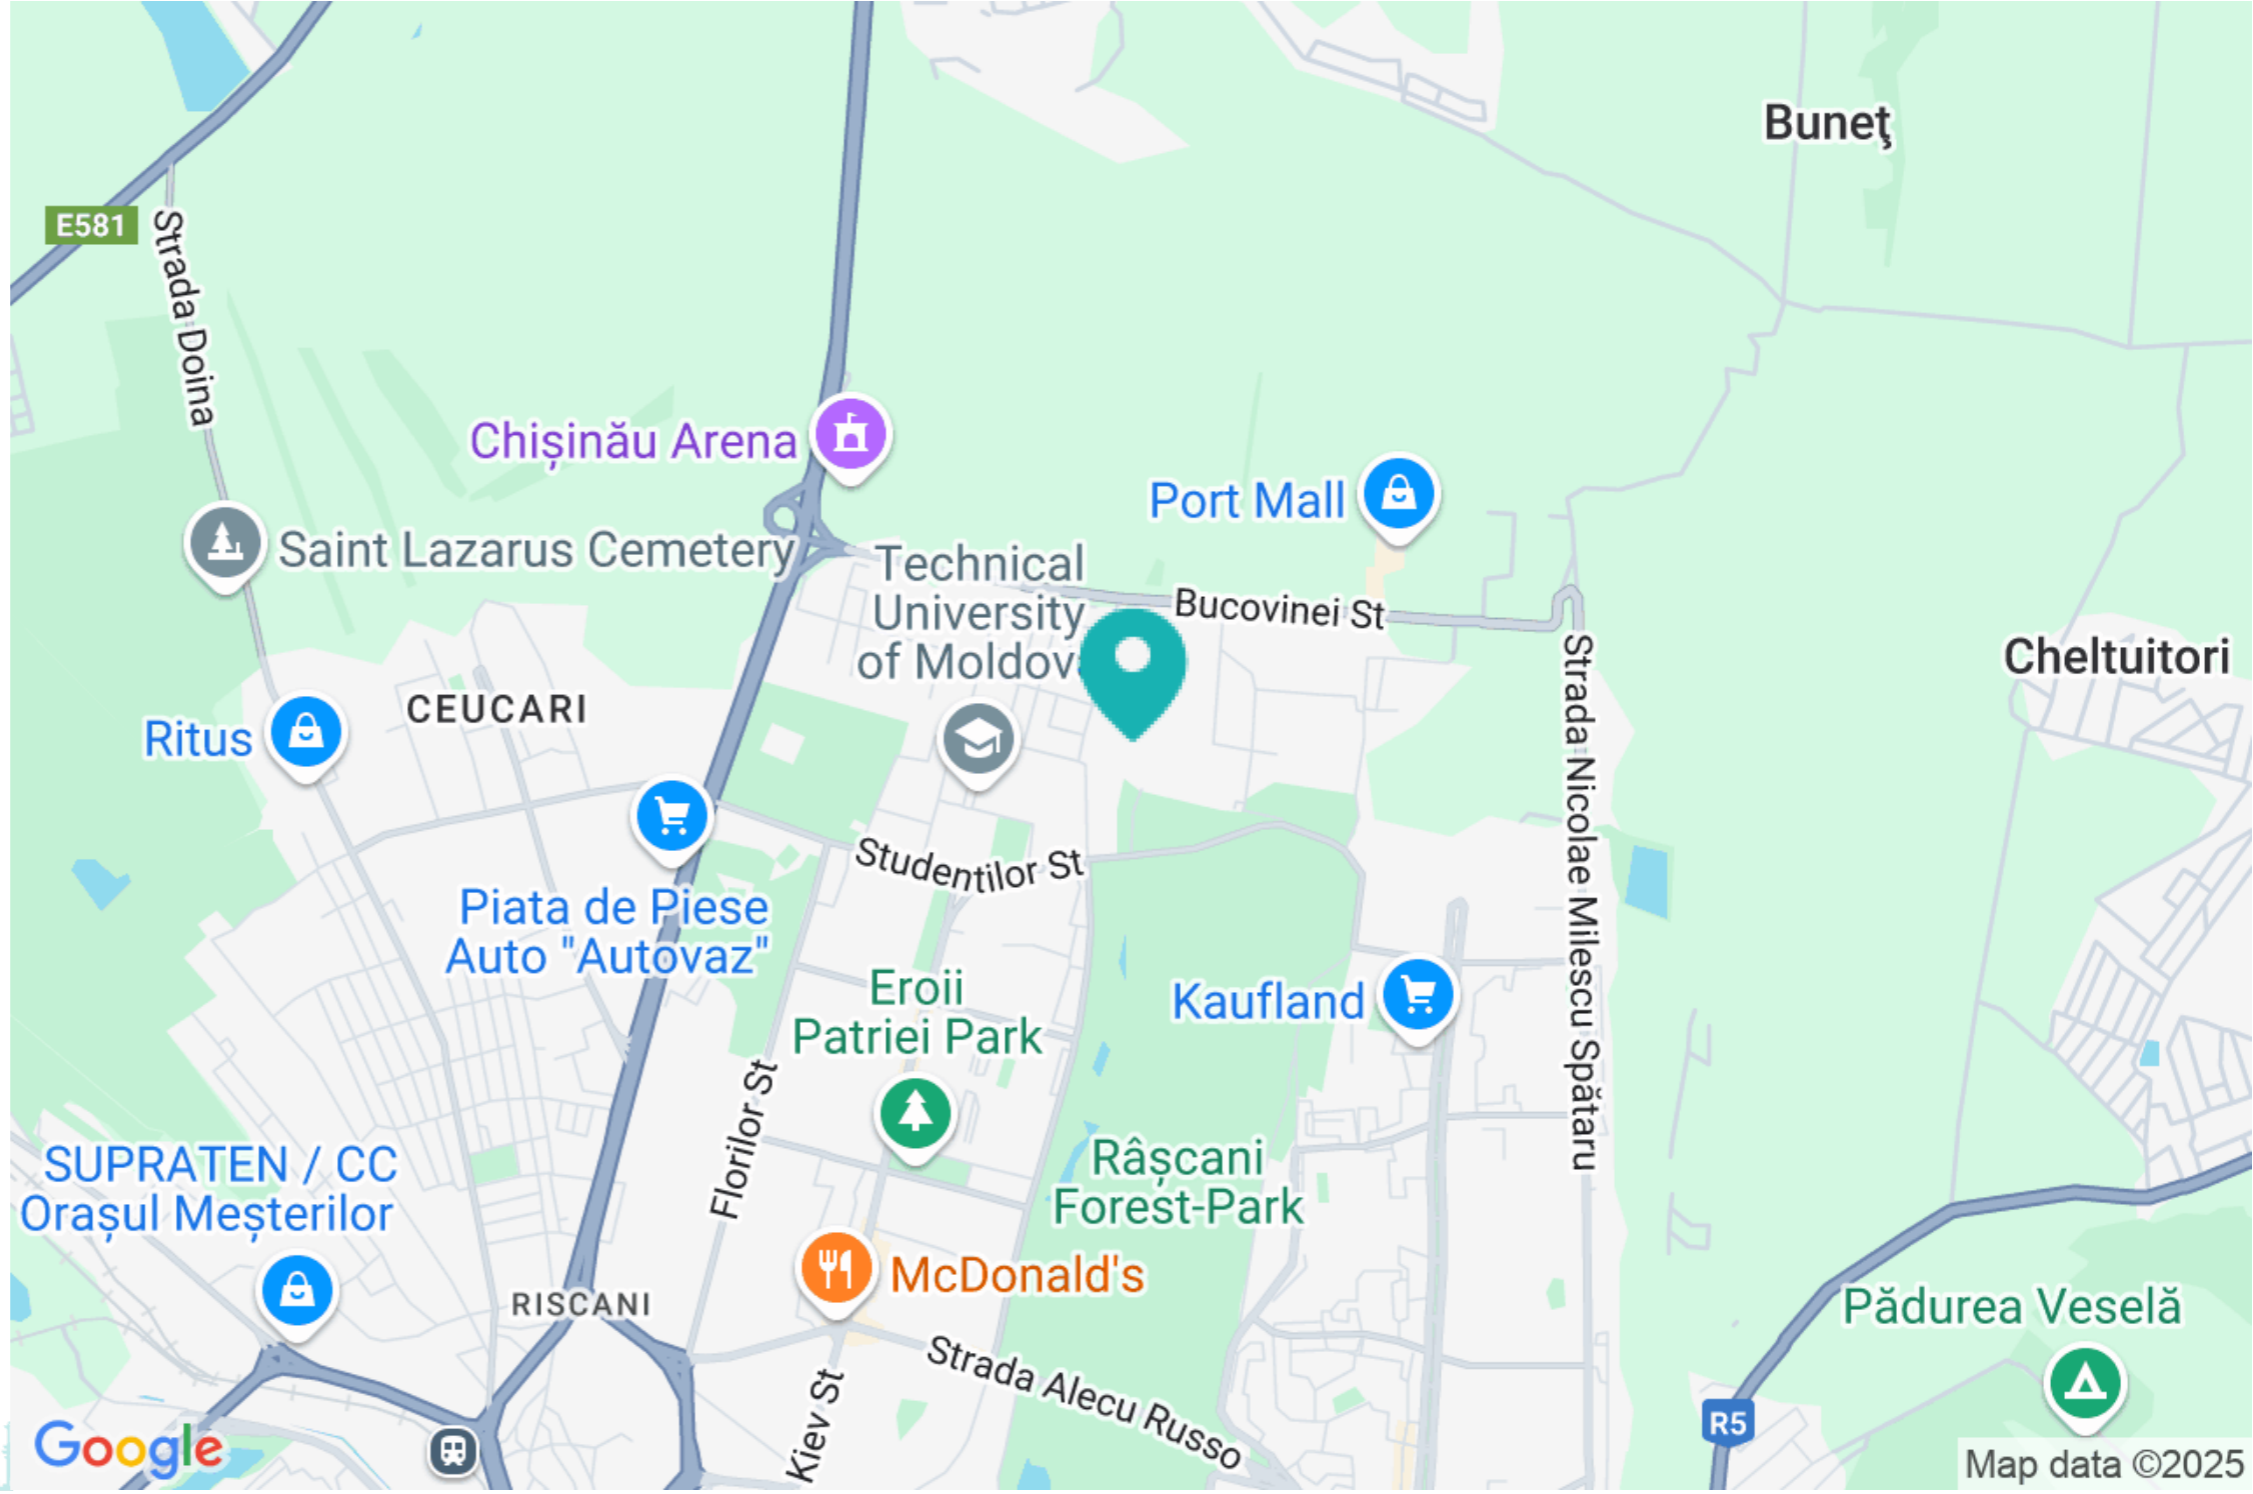 Buneţ
E581
Strada Doina
Chișinău Arena
Port Mall
Saint Lazarus Cemetery
Technical
University
of Moldov
Bucovinei St
Cheltuitori
CEUCARI
Ritus
Strada Nicolae Milescu Spătaru
Studentilor St
Piata de Piese
Auto "Autovaz"
Eroii
Patriei Park
Kaufland
Florilor St
SUPRATEN / CC
Orașul Meșterilor
Râșcani
Forest-Park
McDonald's
RISCANI
Pădurea Veselă
Strada Alecu Russo
Kiev St
R5
Google
Map data ©2025